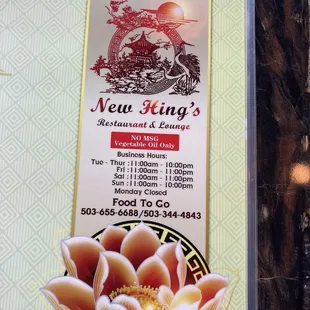 New Hing's
Restaurant & Lounge
NO MSG
Vegetable Oil Only
Business Hours:
Tue - Thur :11:00am - 10:00pm
Fri :11:00am - 11:00pm
Sat :11:00am - 11:00pm
Sun :11:00am - 10:00pm
Monday Closed
Food To Go
503-655-6688/503-344-4843